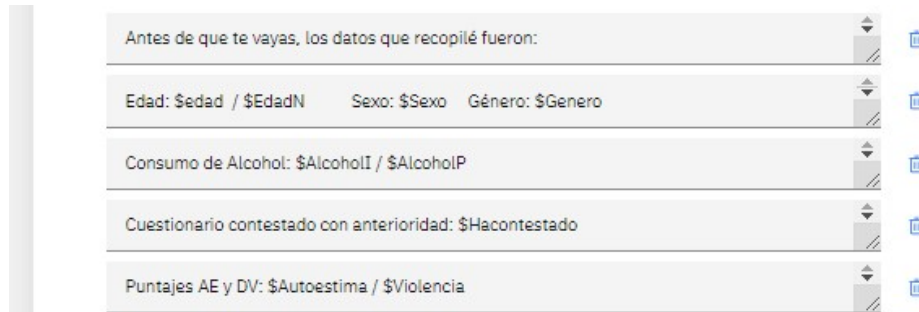 Antes de que te vayas, los datos que recopilé fueron:
Edad: $edad / $EdadN Sexo: $Sexo Género: $Genero
Consumo de Alcohol: $AlcoholI / $AlcoholP
Cuestionario contestado con anterioridad: $Hacontestado
Puntajes AE y DV: $Autoestima / $Violencia